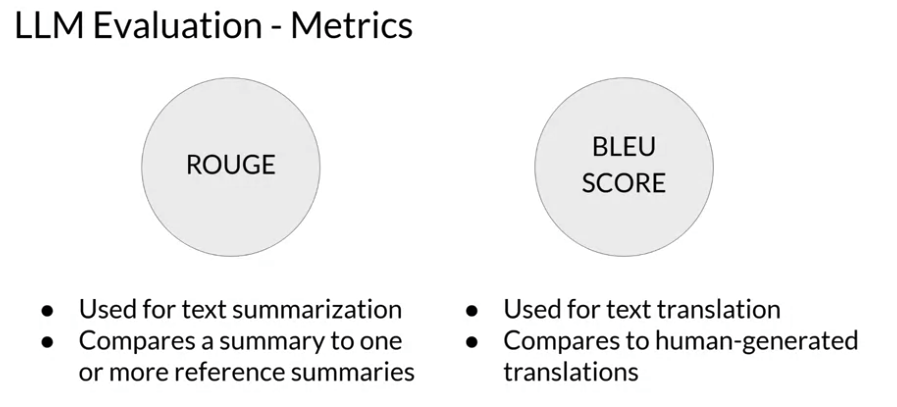 LLM Evaluation - Metrics
ROUGE
BLEU
SCORE
● Used for text summarization
● Compares a summary to one
or more reference summaries
● Used for text translation
● Compares to human-generated
translations